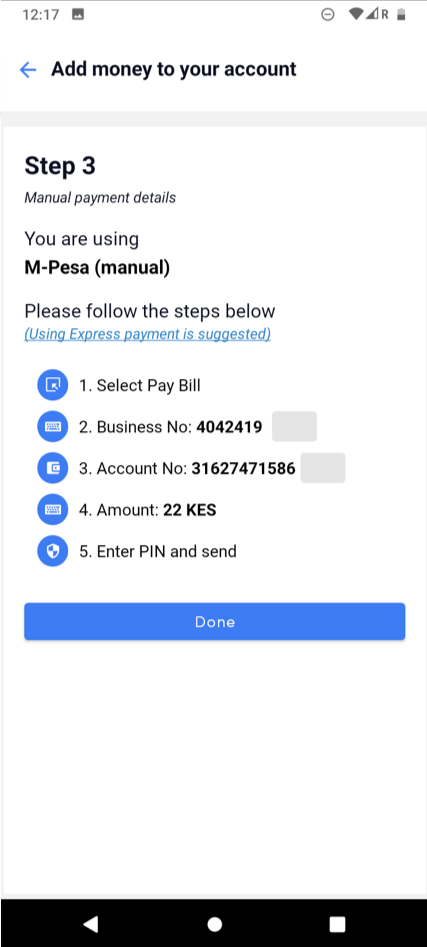 12:17 R
Add money to your account
Step 3
Manual payment details
You are using
M-Pesa (manual)
Please follow the steps below
(Using Express payment is suggested)
1. Select Pay Bill
2. Business No: 4042419
3. Account No: 31627471586
4. Amount: 22 KES
5. Enter PIN and send
Done